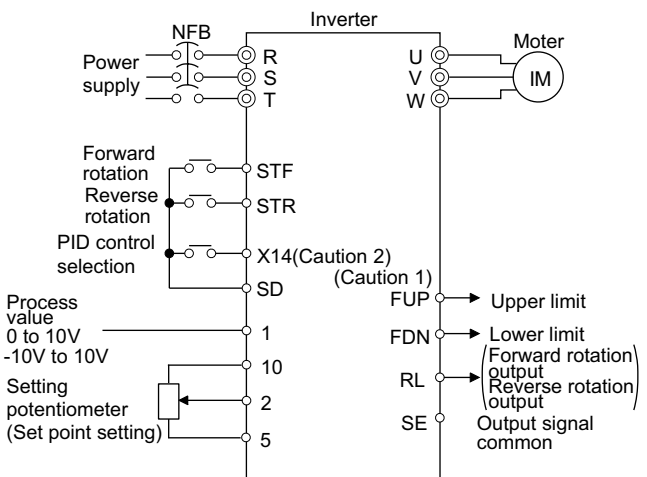 Inverter
NFB
Power
supply
R
S
T
U
V
W
Moter
IM
Forward
rotation
STF
Reverse
rotation
STR
PID control
selection
X14(Caution 2)
SD
Process
value
0 to 10V
-10V to 10V
1
Setting
potentiometer
(Set point setting)
10
2
5
(Caution 1)
FUP
Upper limit
FDN
Lower limit
RL
(Forward rotation
output
Reverse rotation
output)
SE
Output signal
common